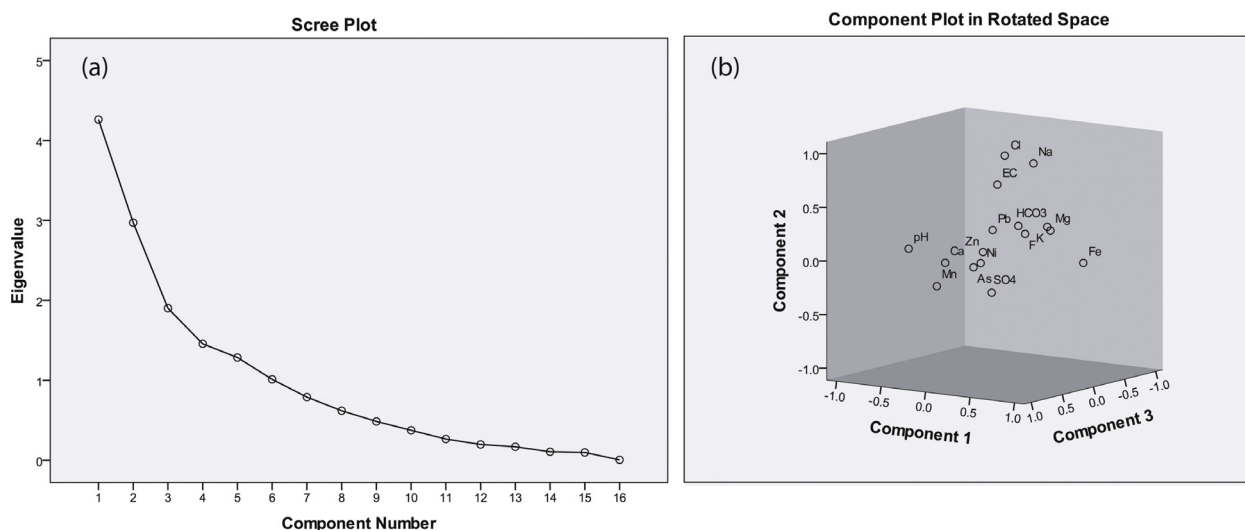 Scree Plot
(a)
5
4
3
2
1
0
Eigenvalue
1 2 3 4 5 6 7 8 9 10 11 12 13 14 15 16
Component Number
Component Plot in Rotated Space
(b)
Cl
Na
EC
Pb HCO3 Mg
F K
pH
Zn
Ca Ni
Fe
Mn
As SO4
1.0
0.5
0.0
-0.5
-1.0
Component 2
-1.0 -0.5 0.0 0.5 1.0
Component 1
1.0 0.5 0.0 -0.5 -1.0
Component 3